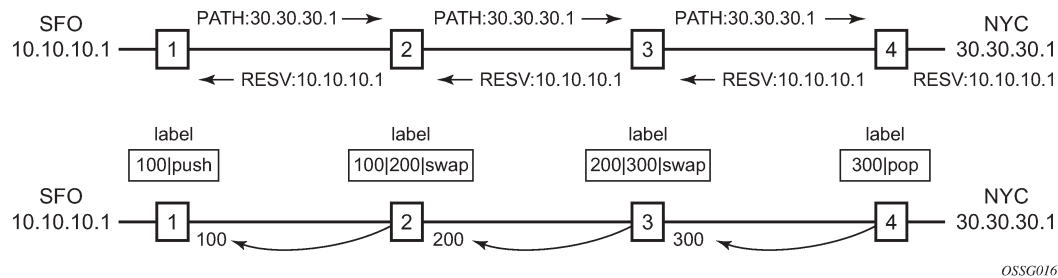 PATH:30.30.30.1 PATH:30.30.30.1 PATH:30.30.30.1
SFO NYC
10.10.10.1 1 2 3 4 30.30.30.1
RESV:10.10.10.1 RESV:10.10.10.1 RESV:10.10.10.1 RESV:10.10.10.1
label label label label
100|push 100|200|swap 200|300|swap 300|pop
SFO NYC
10.10.10.1 1 2 3 4 30.30.30.1
100 200 300
OSSG016